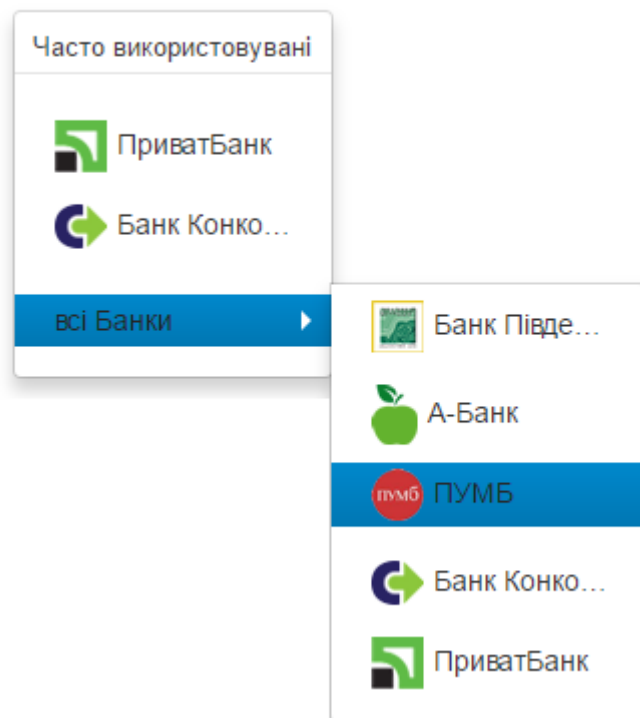 Часто використовувані
ПриватБанк
Банк Конко...
всі Банки
Банк Півде...
А-Банк
пумб ПУМБ
Банк Конко...
ПриватБанк